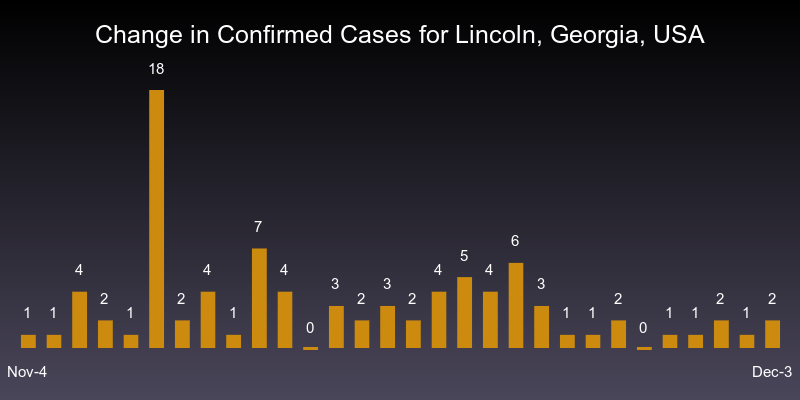 Change in Confirmed Cases for Lincoln, Georgia, USA
1 1 4 2 1 18 2 4 1 7 4 0 3 2 3 2 4 5 4 6 3 1 1 2 0 1 1 2 1 2
Nov-4 Dec-3